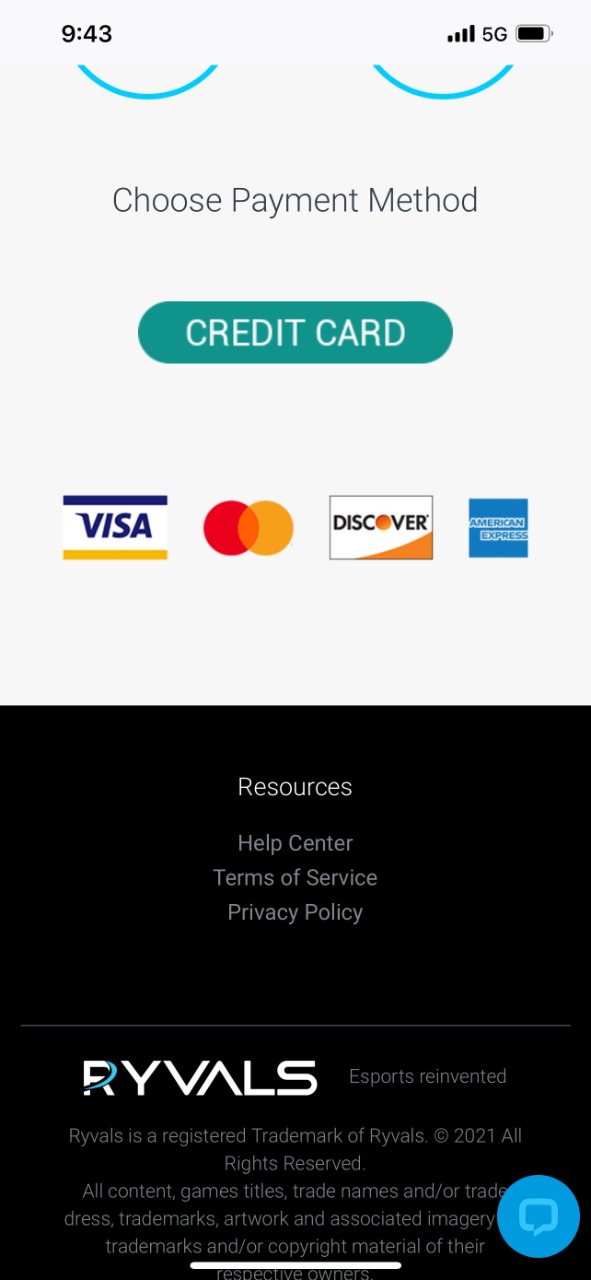 9:43
5G
Choose Payment Method
CREDIT CARD
VISA
DISCOVER
AMERICAN
EXPRESS
Resources
Help Center
Terms of Service
Privacy Policy
RYVALS
Esports reinvented
Ryvals is a registered Trademark of Ryvals. © 2021 All
Rights Reserved.
All content, games titles, trade names and/or trade
dress, trademarks, artwork and associated imagery
trademarks and/or copyright material of their
respective owners.